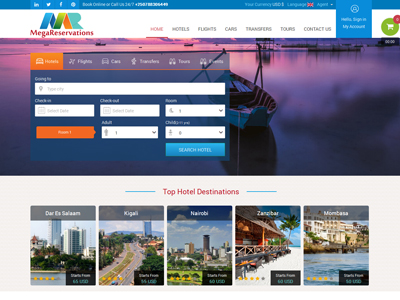 Book Online or Call Us 24/7 +256788306449
Your Currency USD $ Language Agent
MegaReservations
Hello, Sign in
My Account
HOME HOTELS FLIGHTS CARS TRANSFERS TOURS CONTACT US
0
$0.00
Hotels Flights Cars Transfers Tours Events
Going to
Type city
Check-in Check-out Room
Select Date Select Date 1
Adult Child
Room 1 1 0
SEARCH HOTEL
Top Hotel Destinations
Dar Es Salaam Kigali Nairobi Zanzibar Mombasa
Starts From Starts From Starts From Starts From Starts From
65 USD 55 USD 60 USD 60 USD 60 USD